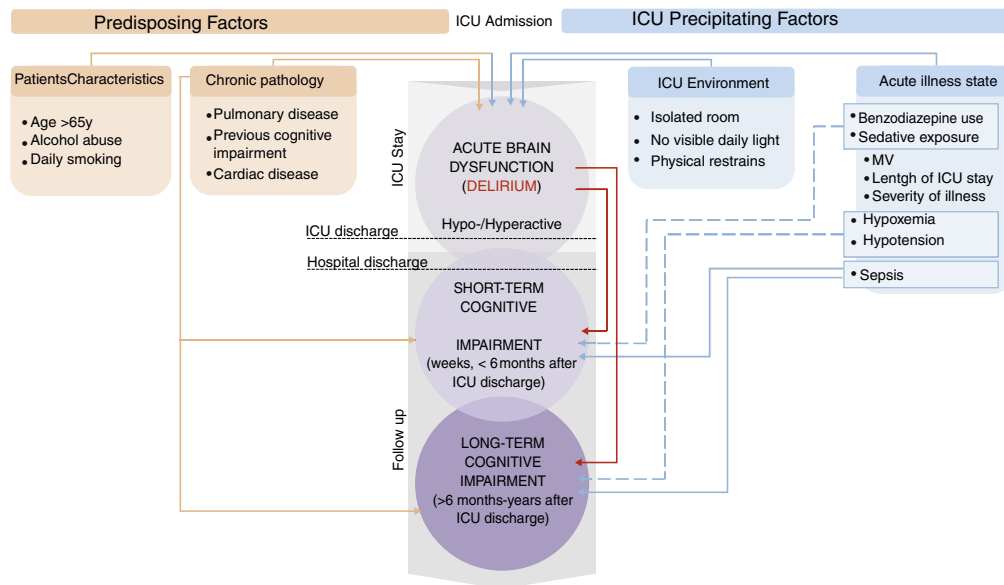 Predisposing Factors
ICU Admission
ICU Precipitating Factors
PatientsCharacteristics
• Age >65y
• Alcohol abuse
• Daily smoking
Chronic pathology
• Pulmonary disease
• Previous cognitive
impairment
• Cardiac disease
ICU Environment
• Isolated room
• No visible daily light
• Physical restrains
Acute illness state
• Benzodiazepine use
• Sedative exposure
• MV
• Lentgh of ICU stay
• Severity of illness
• Hypoxemia
• Hypotension
• Sepsis
ICU Stay
ACUTE BRAIN
DYSFUNCTION
(DELIRIUM)
Hypo-/Hyperactive
ICU discharge
Hospital discharge
SHORT-TERM
COGNITIVE
IMPAIRMENT
(weeks, < 6 months after
ICU discharge)
Follow up
LONG-TERM
COGNITIVE
IMPAIRMENT
(>6 months-years after
ICU discharge)